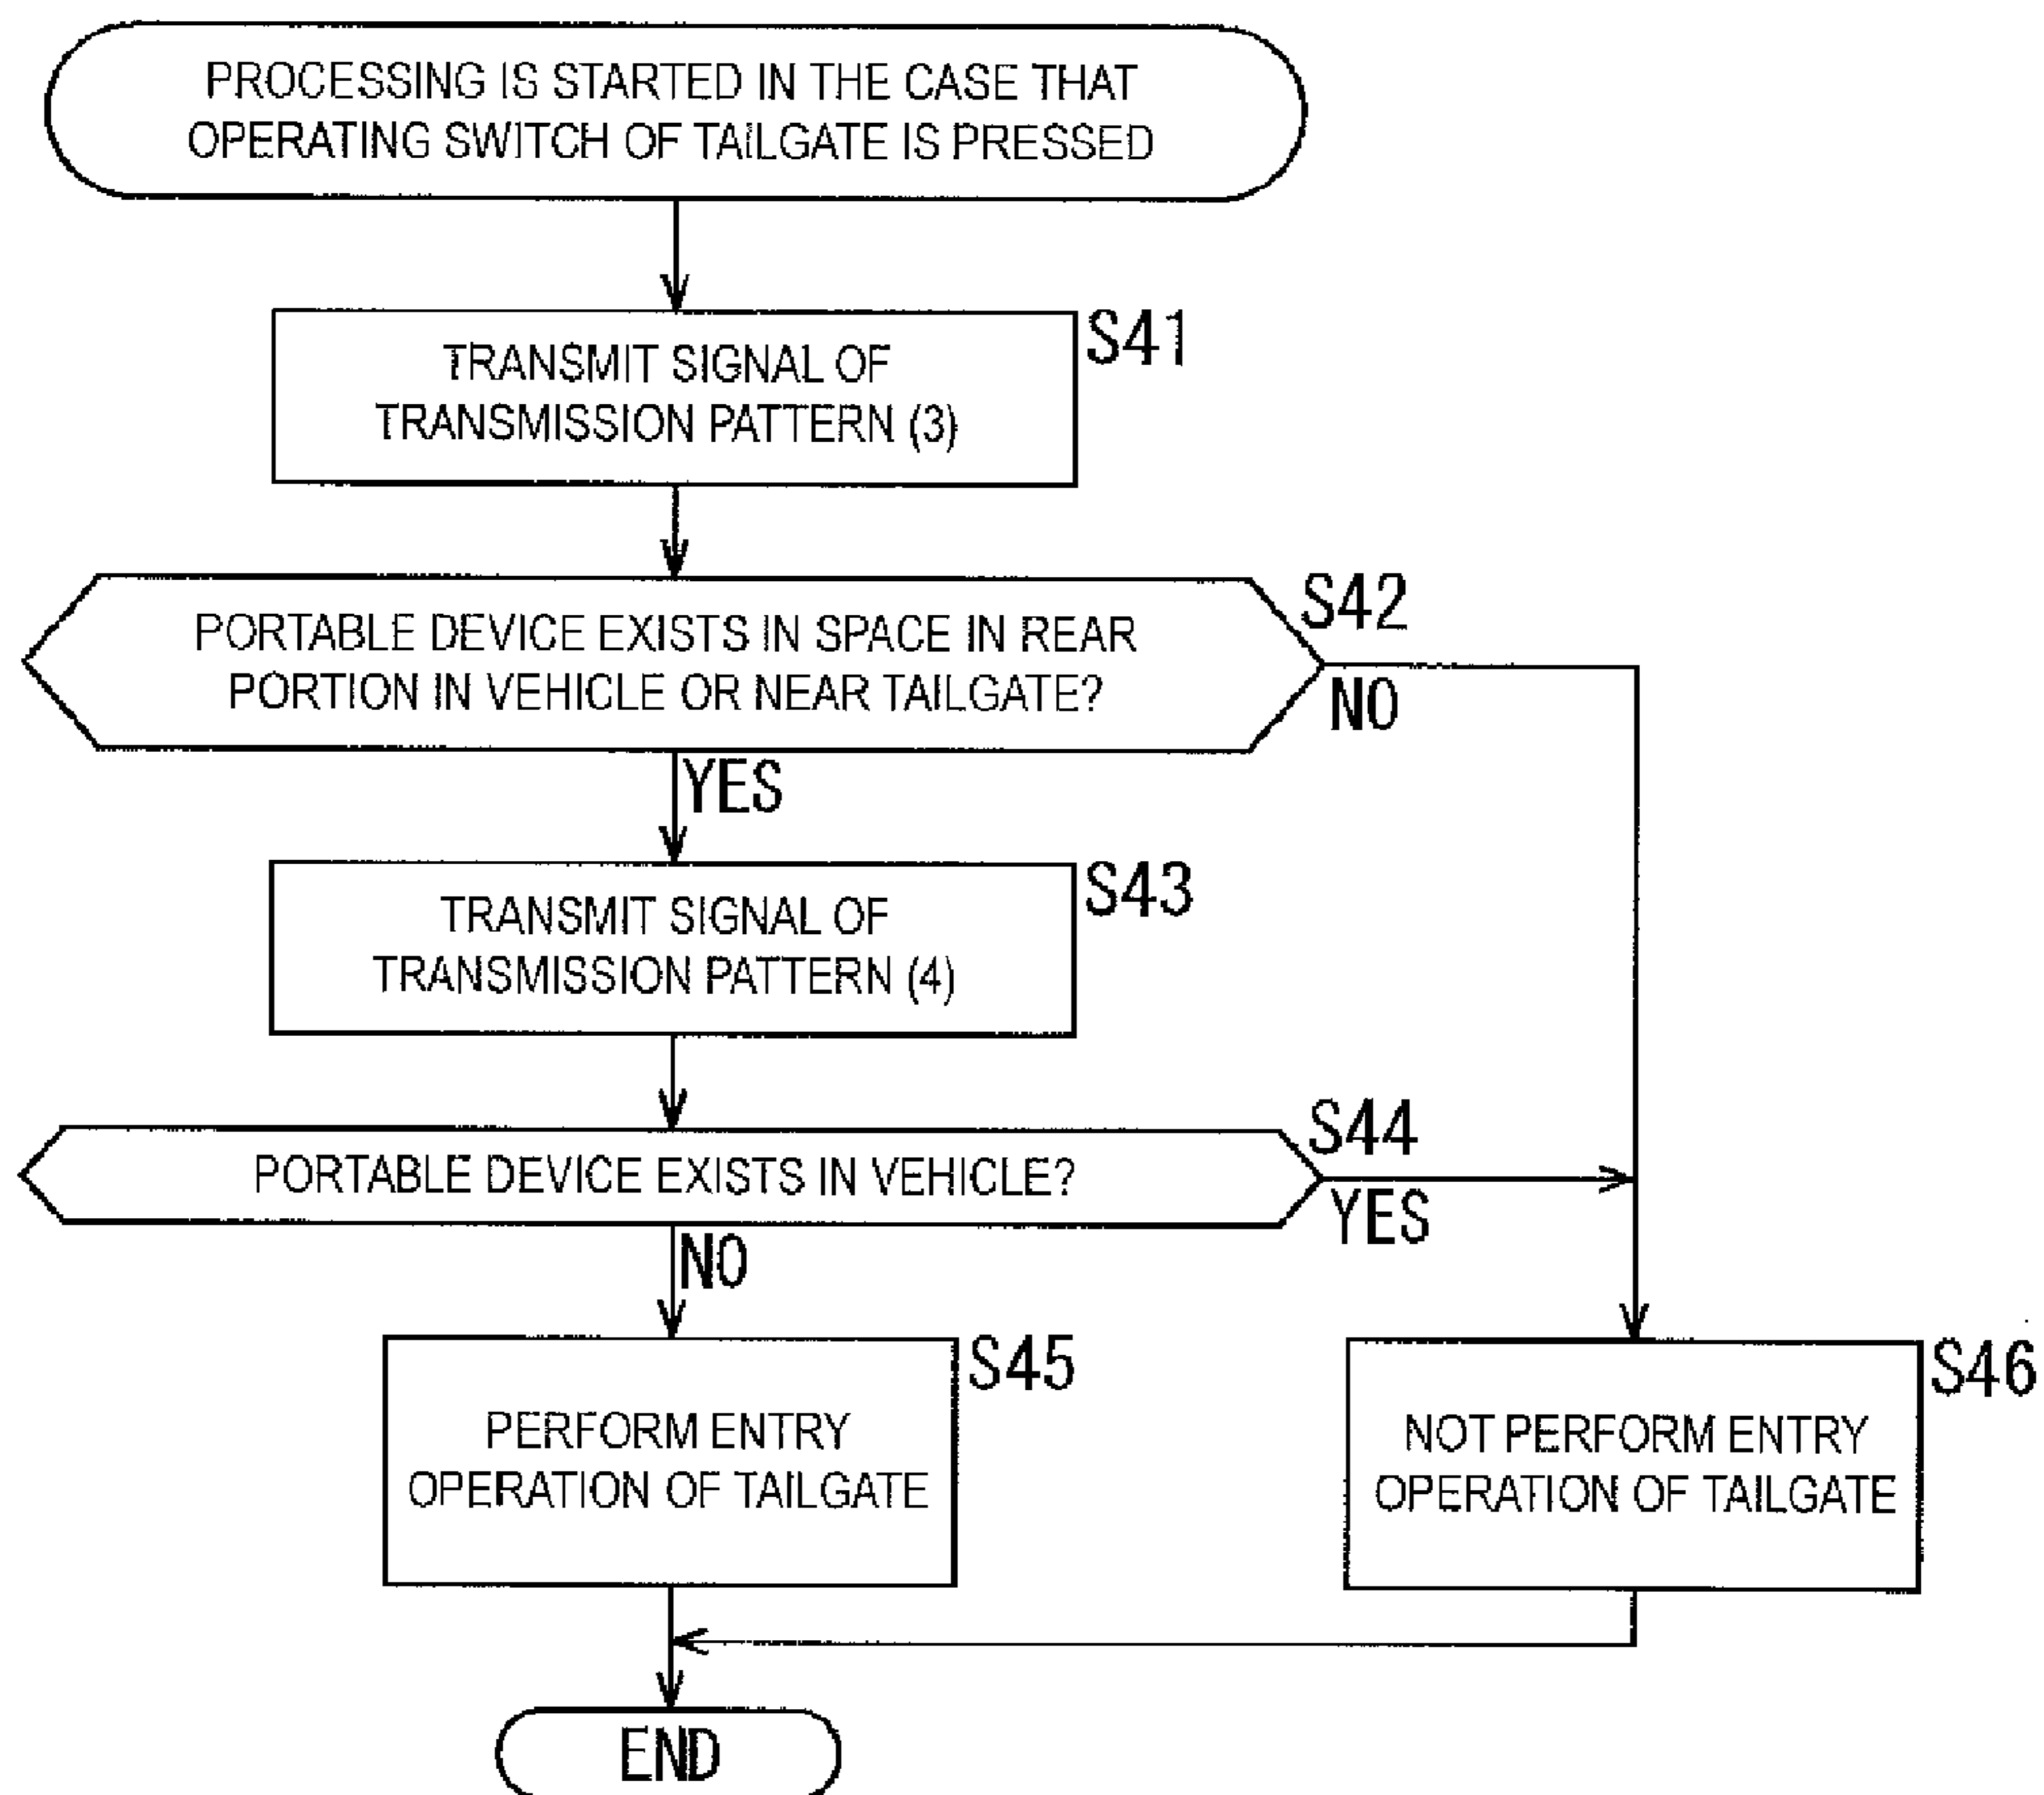 PROCESSING IS STARTED IN THE CASE THAT
OPERATING SWITCH OF TAILGATE IS PRESSED
S41
TRANSMIT SIGNAL OF
TRANSMISSION PATTERN (3)
S42
PORTABLE DEVICE EXISTS IN SPACE IN REAR
PORTION IN VEHICLE OR NEAR TAILGATE?
NO
YES
S43
TRANSMIT SIGNAL OF
TRANSMISSION PATTERN (4)
S44
PORTABLE DEVICE EXISTS IN VEHICLE?
YES
NO
S45
PERFORM ENTRY
OPERATION OF TAILGATE
S46
NOT PERFORM ENTRY
OPERATION OF TAILGATE
END